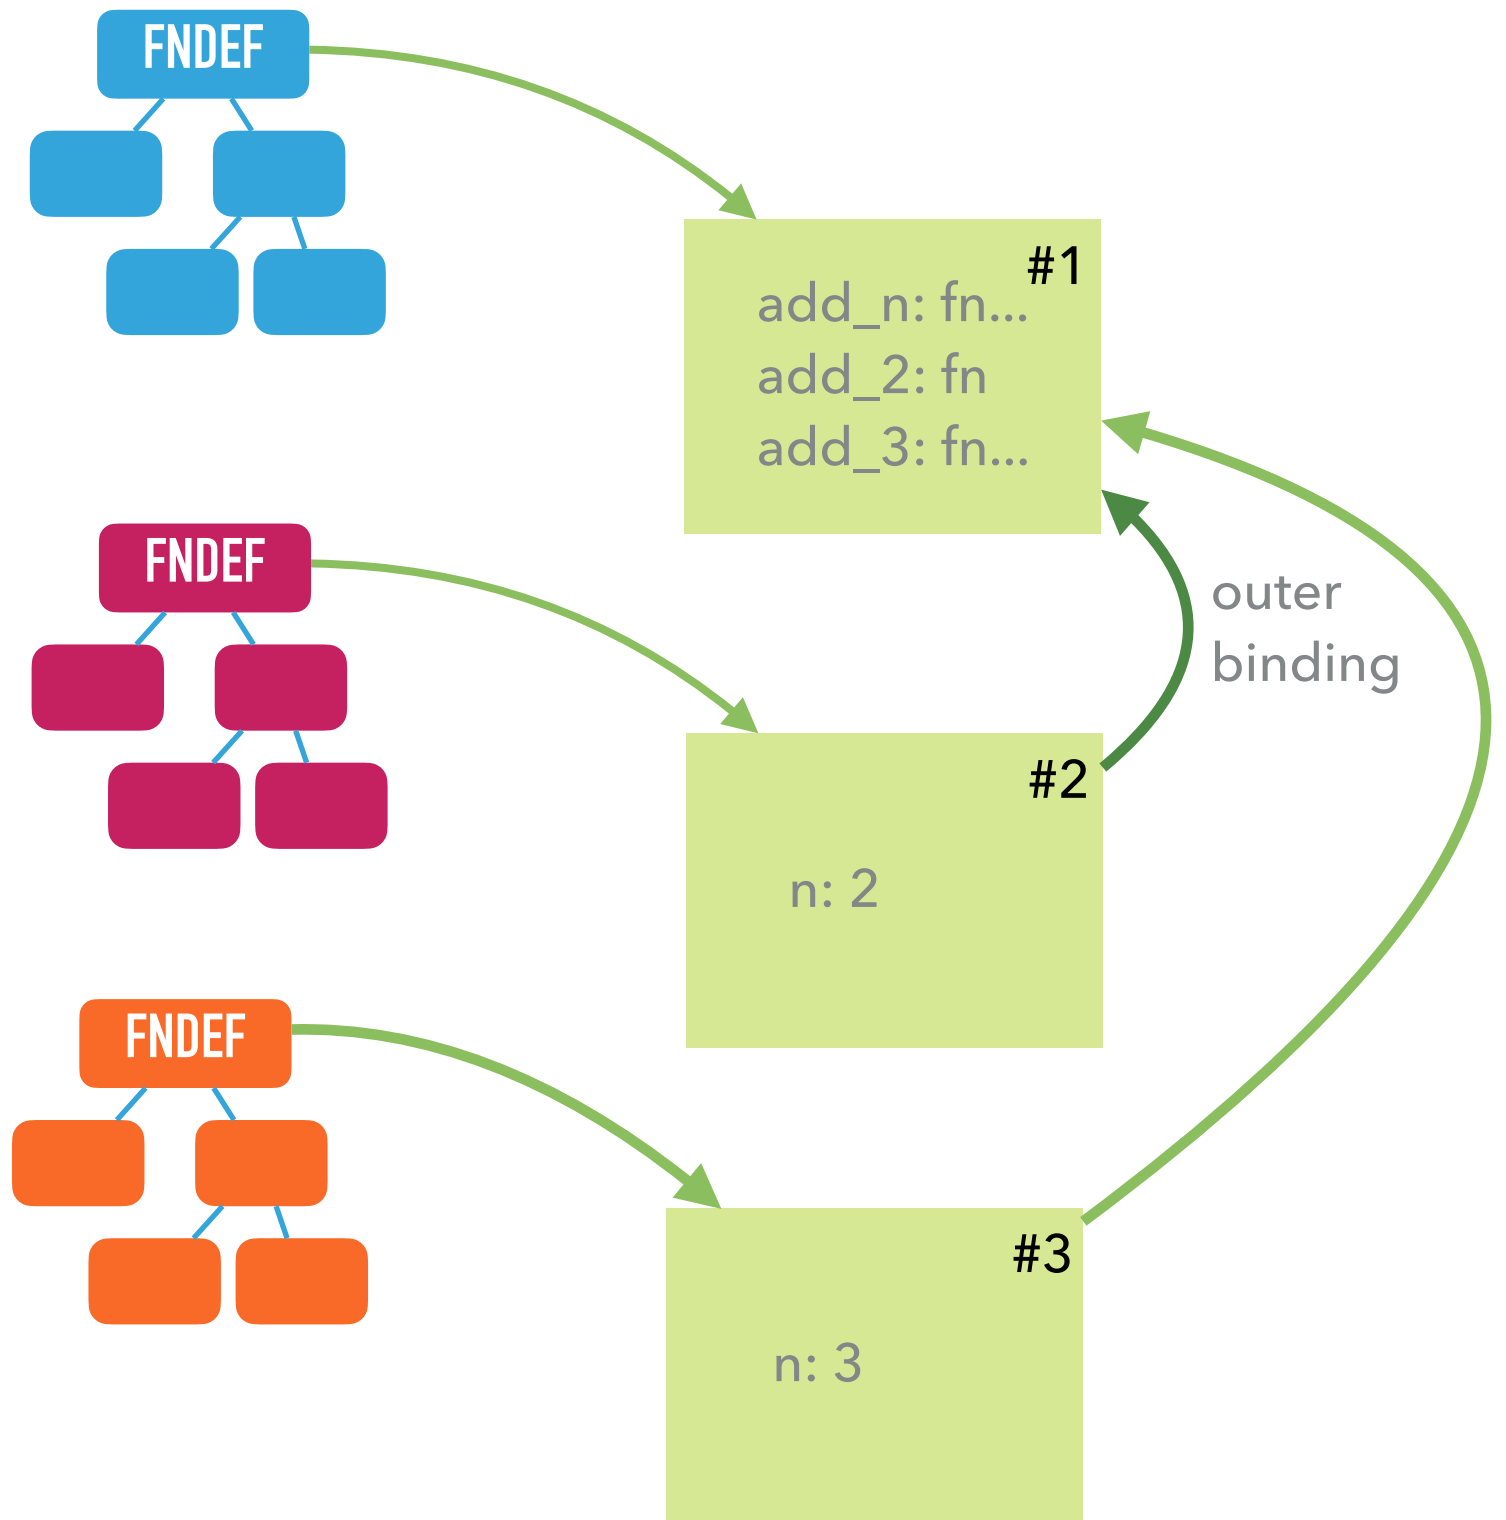 FNDEF
#1
add_n: fn...
add_2: fn
add_3: fn...
FNDEF
outer
binding
#2
n: 2
FNDEF
#3
n: 3